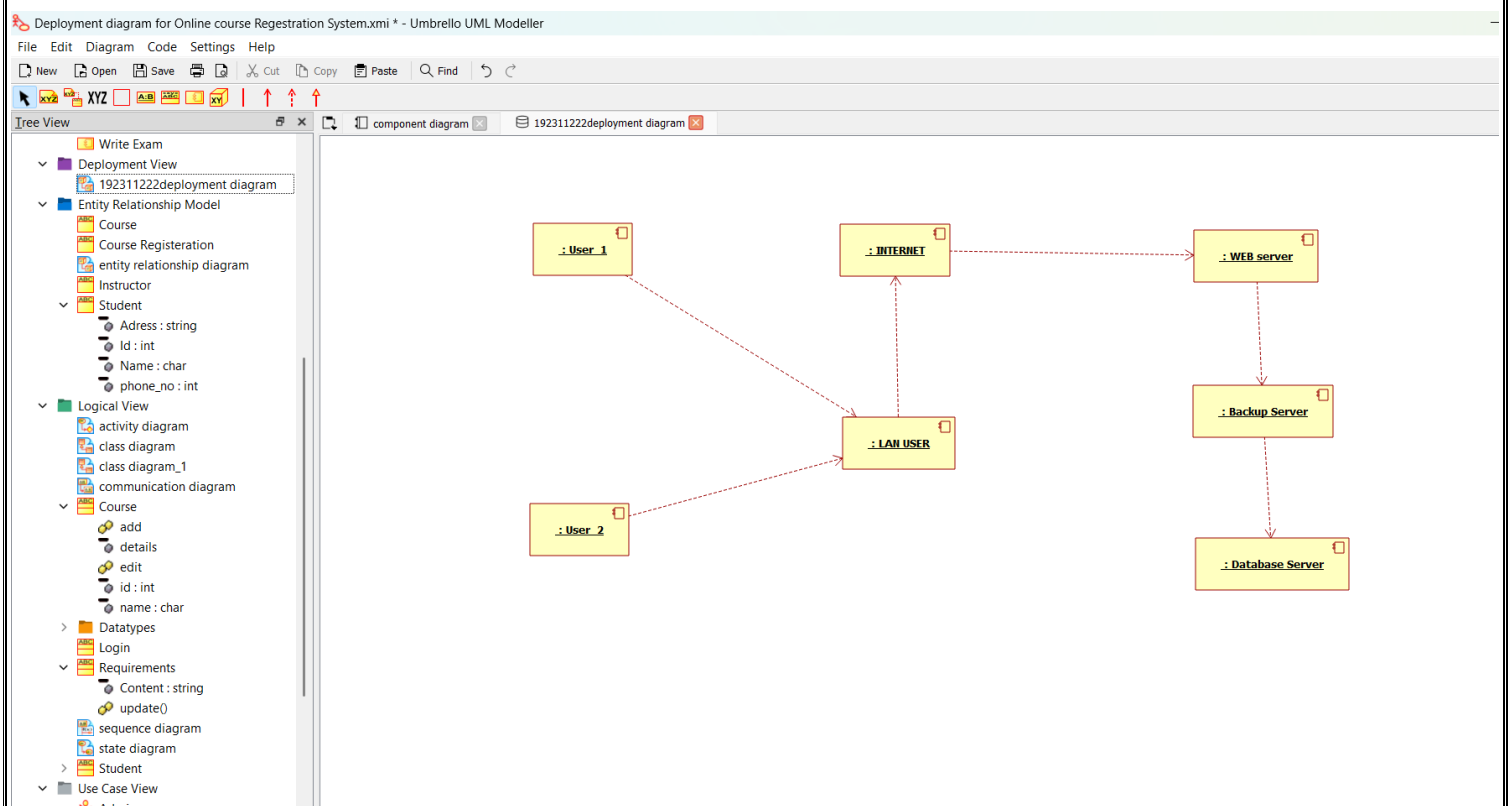 Deployment diagram for Online course Regestration System.xmi * - Umbrello UML Modeller
File Edit Diagram Code Settings Help
New Open Save Cut Copy Paste Find
XYZ XYZ A:B XY
Tree View
component diagram
192311222deployment diagram
Write Exam
Deployment View
192311222deployment diagram
Entity Relationship Model
Course
Course Registeration
entity relationship diagram
Instructor
Student
Adress : string
Id : int
Name : char
phone_no : int
Logical View
activity diagram
class diagram
class diagram_1
communication diagram
Course
add
details
edit
id : int
name : char
Datatypes
Login
Requirements
Content : string
update()
sequence diagram
state diagram
Student
Use Case View
: User_1
: INTERNET
: WEB server
: Backup Server
: LAN USER
: User_2
: Database Server